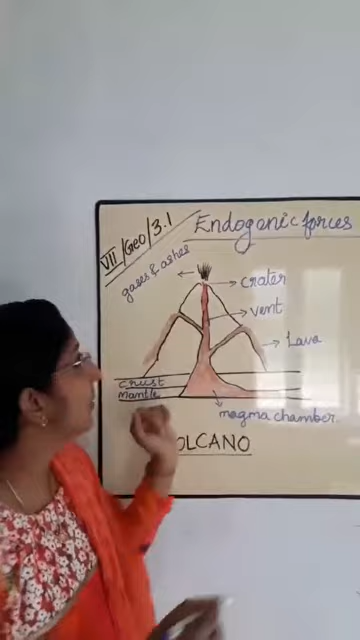 VII/Geo/3.1
Endogenic forces
gases & ashes
crater
vent
Lava
crust
mantle
magma chamber
OLCANO